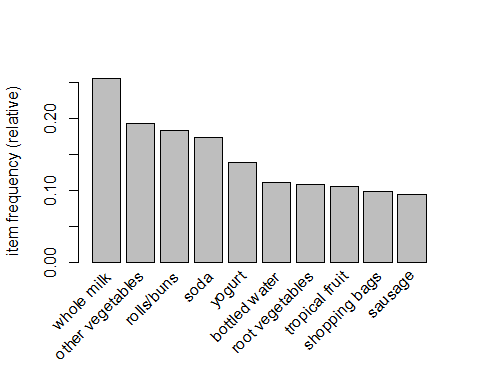 item frequency (relative)
0.20
0.10
0.00
whole milk
other vegetables
rolls/buns
soda
yogurt
bottled water
root vegetables
tropical fruit
shopping bags
sausage